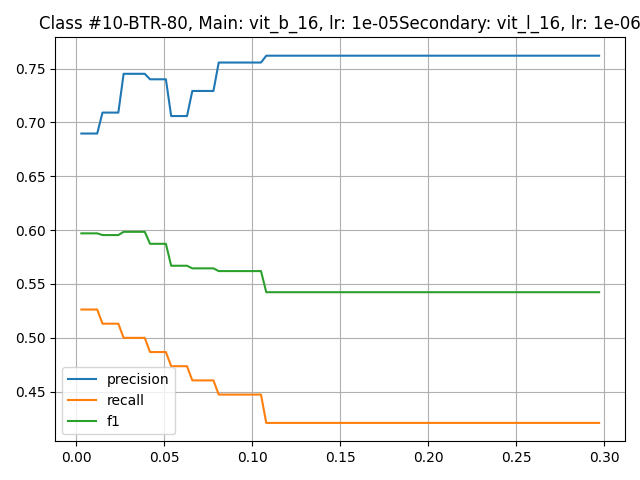 Class #10-BTR-80, Main: vit_b_16, lr: 1e-05Secondary: vit_l_16, lr: 1e-06
0.75
0.70
0.65
0.60
0.55
0.50
0.45
precision
recall
f1
0.00 0.05 0.10 0.15 0.20 0.25 0.30